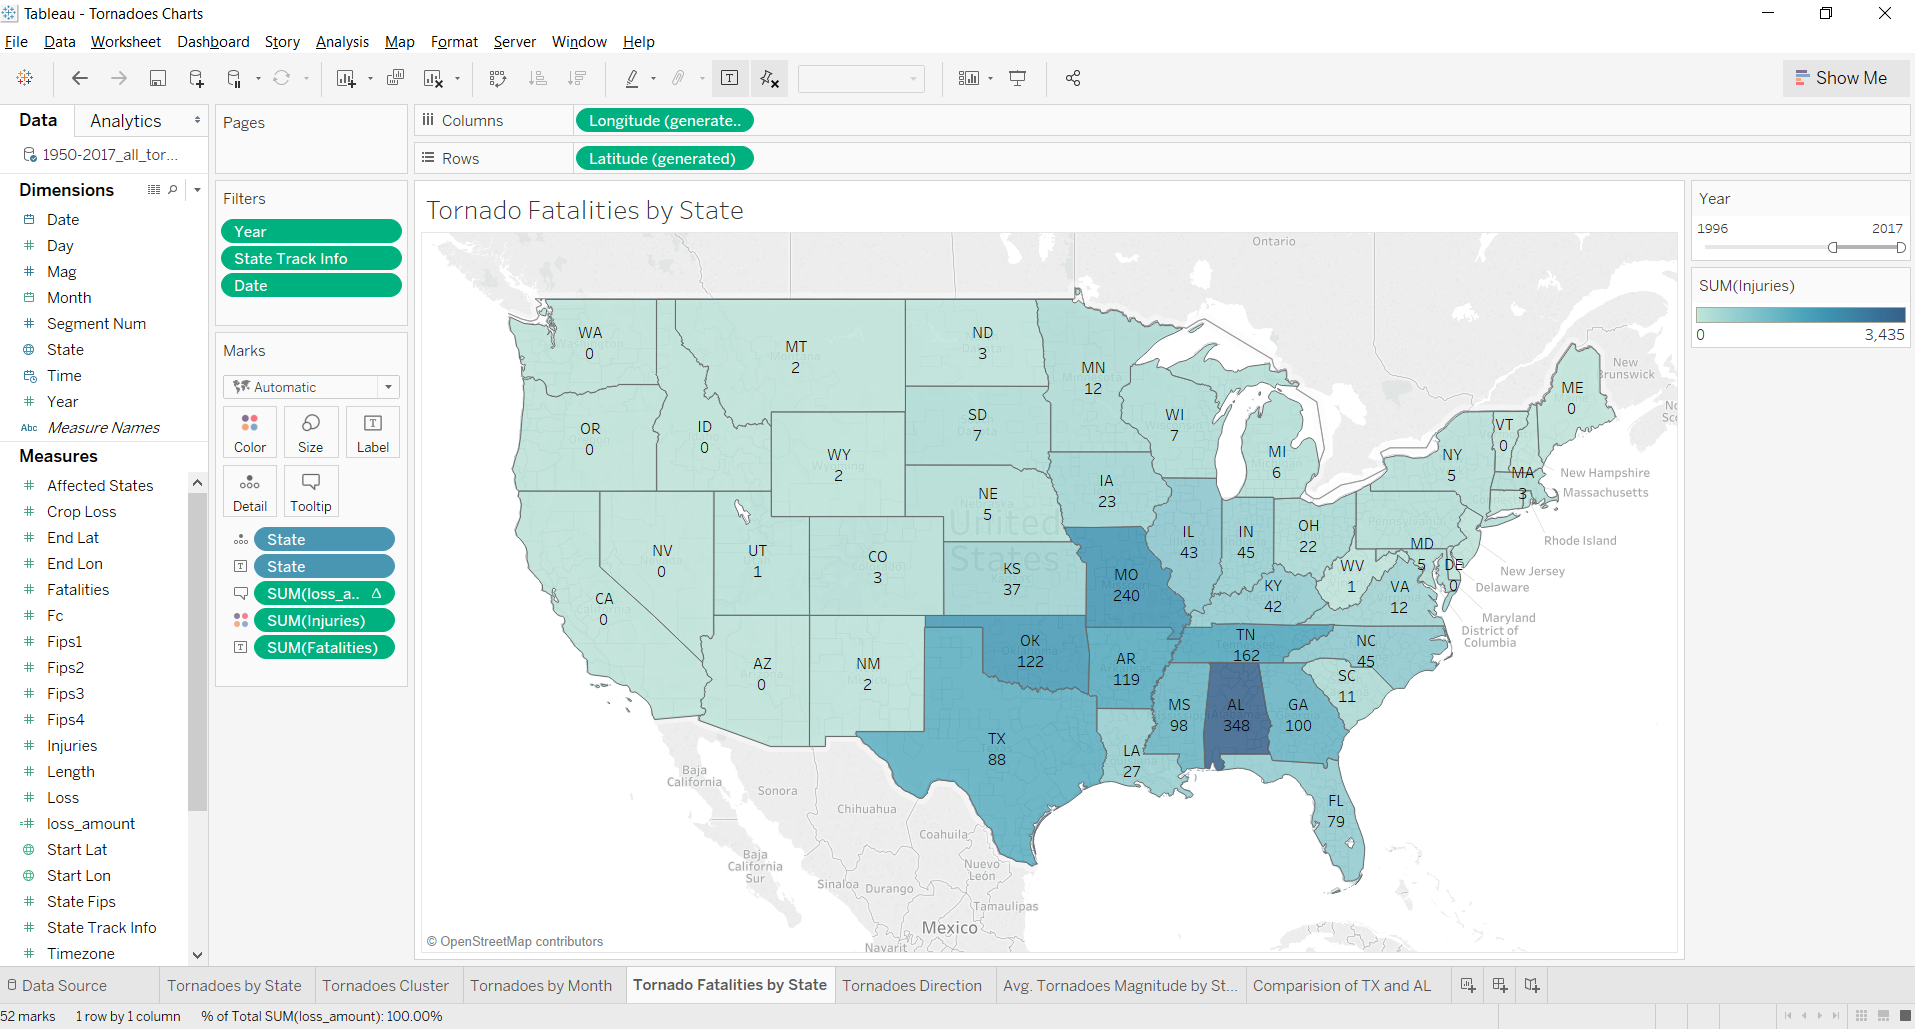 Tableau - Tornadoes Charts
File Data Worksheet Dashboard Story Analysis Map Format Server Window Help
Show Me
Data Analytics
1950-2017_all_tor...
Dimensions
Date
Day
Mag
Month
Segment Num
State
Time
Year
Abc Measure Names
Measures
Affected States
Crop Loss
End Lat
End Lon
Fatalities
Fc
Fips1
Fips2
Fips3
Fips4
Injuries
Length
Loss
loss_amount
Start Lat
Start Lon
State Fips
State Track Info
Timezone
Pages
Filters
Year
State Track Info
Date
Marks
Automatic
Color Size Label
Detail Tooltip
State
State
SUM(loss_a.. Δ
SUM(Injuries)
SUM(Fatalities)
Columns Longitude (generate..
Rows Latitude (generated)
Tornado Fatalities by State
Ontario
WA
0
MT
2
ND
3
MN
12
New
Brunswick
ME
0
OR
0
ID
0
SD
7
WI
7
VT
0
WY
2
MI
6
NY
5
MA
3
New Hampshire
Massachusetts
NE
5
IA
23
United
States
NV
0
UT
1
CO
3
KS
37
MO
240
IL
43
IN
45
OH
22
Pennsylvania
MD
5
DE
0
Rhode Island
New Jersey
Delaware
Maryland
District of
Columbia
WV
1
VA
12
KY
42
CA
0
AZ
0
NM
2
OK
122
AR
119
TN
162
NC
45
SC
11
MS
98
AL
348
GA
100
TX
88
LA
27
FL
79
Baja
California
Sonora
Chihuahua
Coahuila
Baja
California
Sur
Sinaloa
Durango
Nuevo
León
Tamaulipas
Mexico
Navarit
© OpenStreetMap contributors
Year
1996 2017
SUM(Injuries)
0 3,435
Data Source Tornadoes by State Tornadoes Cluster Tornadoes by Month Tornado Fatalities by State Tornadoes Direction Avg. Tornadoes Magnitude by St... Comparision of TX and AL
52 marks 1 row by 1 column % of Total SUM(loss_amount): 100.00%